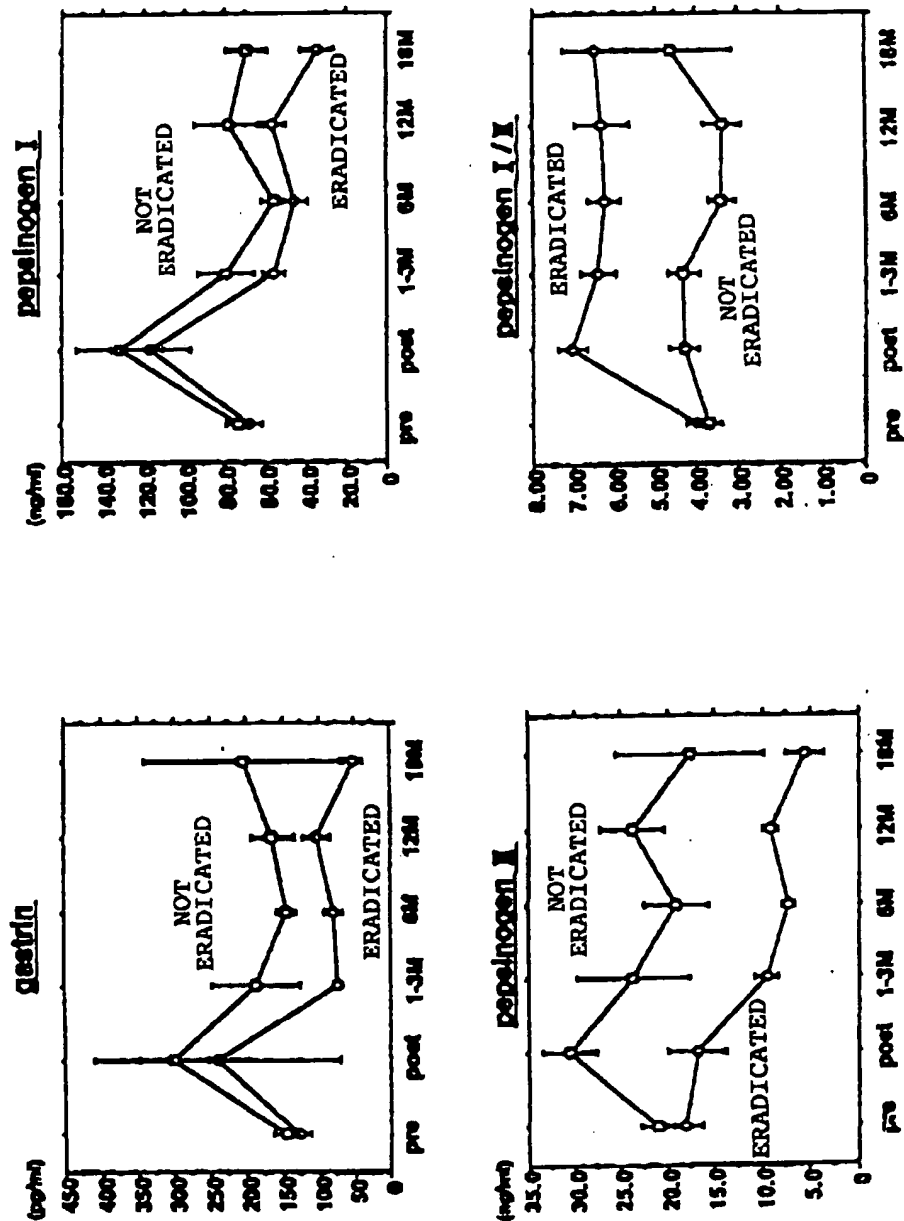 gastrin
(pg/ml)
450
400
350
300
250
200
150
100
50
0
NOT
ERADICATED
ERADICATED
pre post 1-3M 6M 12M 18M
pepsinogen I
(ng/ml)
160.0
140.0
120.0
100.0
80.0
60.0
40.0
20.0
0
NOT
ERADICATED
ERADICATED
pre post 1-3M 6M 12M 18M
pepsinogen II
(ng/ml)
35.0
30.0
25.0
20.0
15.0
10.0
5.0
0
NOT
ERADICATED
ERADICATED
pre post 1-3M 6M 12M 18M
pepsinogen I/II
8.00
7.00
6.00
5.00
4.00
3.00
2.00
1.00
0
ERADICATED
NOT
ERADICATED
pre post 1-3M 6M 12M 18M